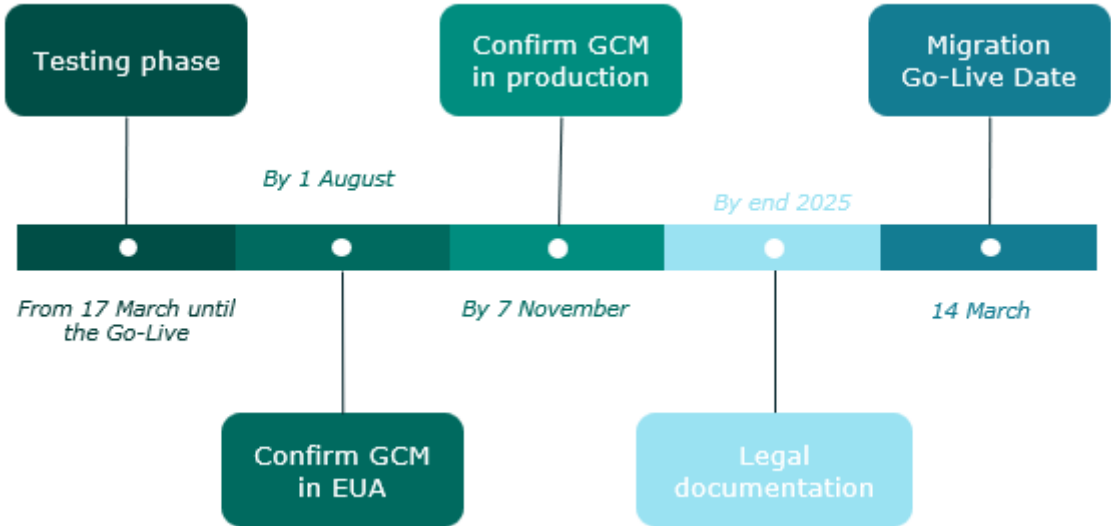 Testing phase
Confirm GCM
in production
Migration
Go-Live Date
By 1 August
By end 2025
From 17 March until
the Go-Live
By 7 November
14 March
Confirm GCM
in EUA
Legal
documentation